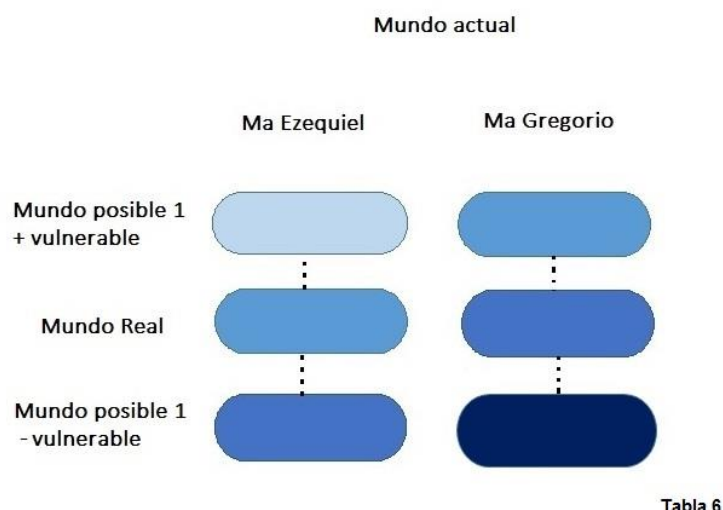 Mundo actual
Ma Ezequiel Ma Gregorio
Mundo posible 1
+ vulnerable
Mundo Real
Mundo posible 1
- vulnerable
Tabla 6